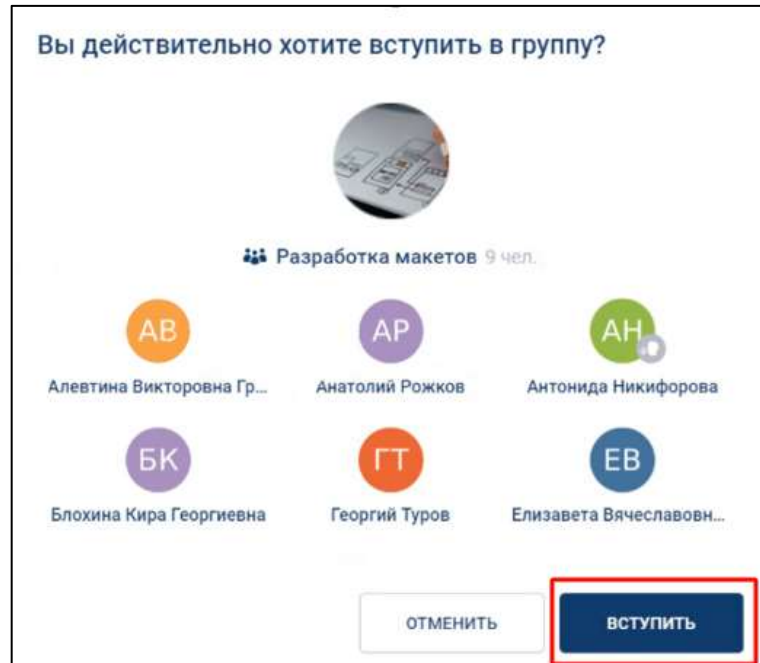 Вы действительно хотите вступить в группу?
Разработка макетов 9 чел.
АВ АР АН
Алевтина Викторовна Гр... Анатолий Рожков Антонида Никифорова
БК ГТ ЕВ
Блохина Кира Георгиевна Георгий Туров Елизавета Вячеславовн...
ОТМЕНИТЬ ВСТУПИТЬ